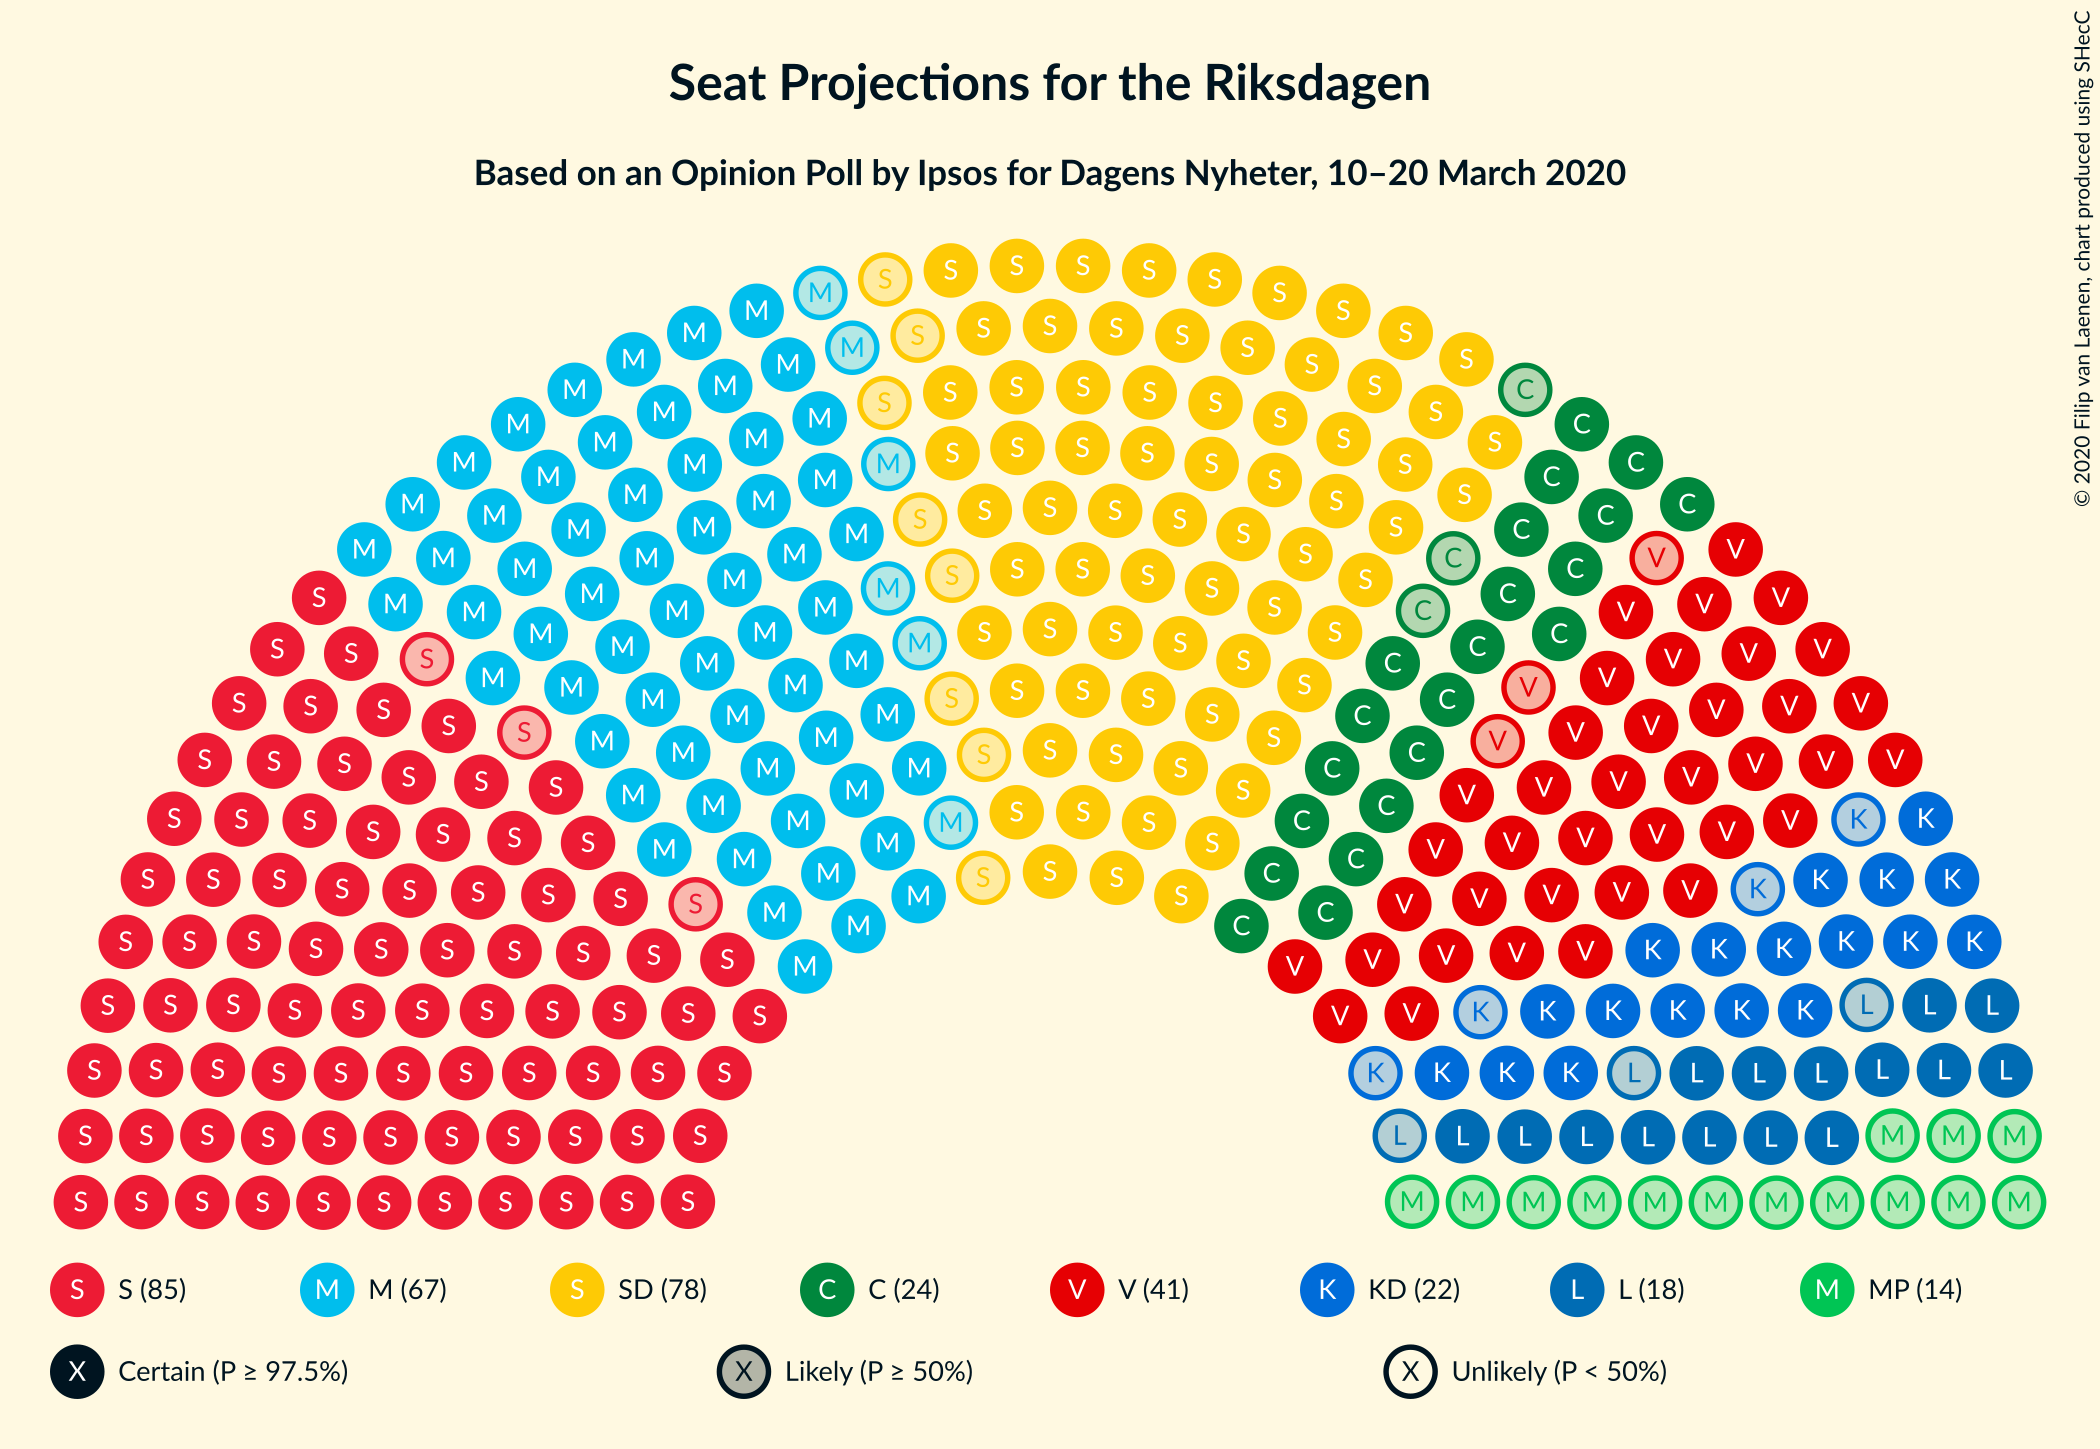 Seat Projections for the Riksdagen
Based on an Opinion Poll by Ipsos for Dagens Nyheter, 10–20 March 2020
© 2020 Filip van Laenen, chart produced using SHecC
S S (85) M M (67) S SD (78) C C (24) V V (41) K KD (22) L L (18) M MP (14)
X Certain (P ≥ 97.5%) X Likely (P ≥ 50%) X Unlikely (P < 50%)